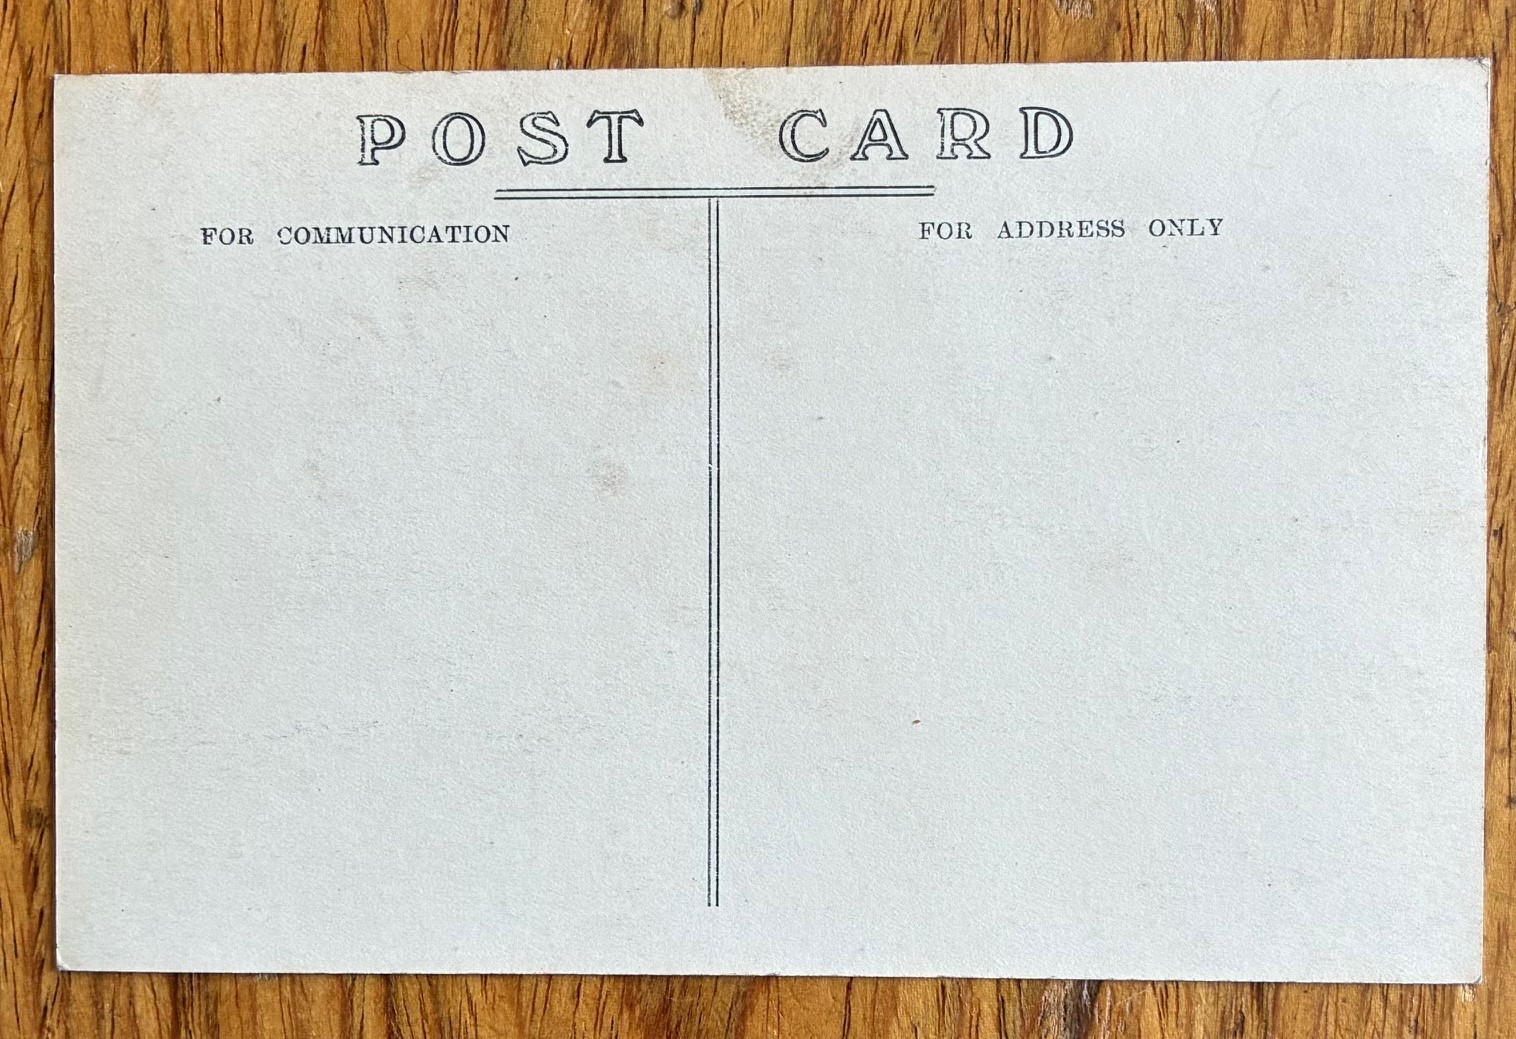 POST CARD
FOR COMMUNICATION
FOR ADDRESS ONLY